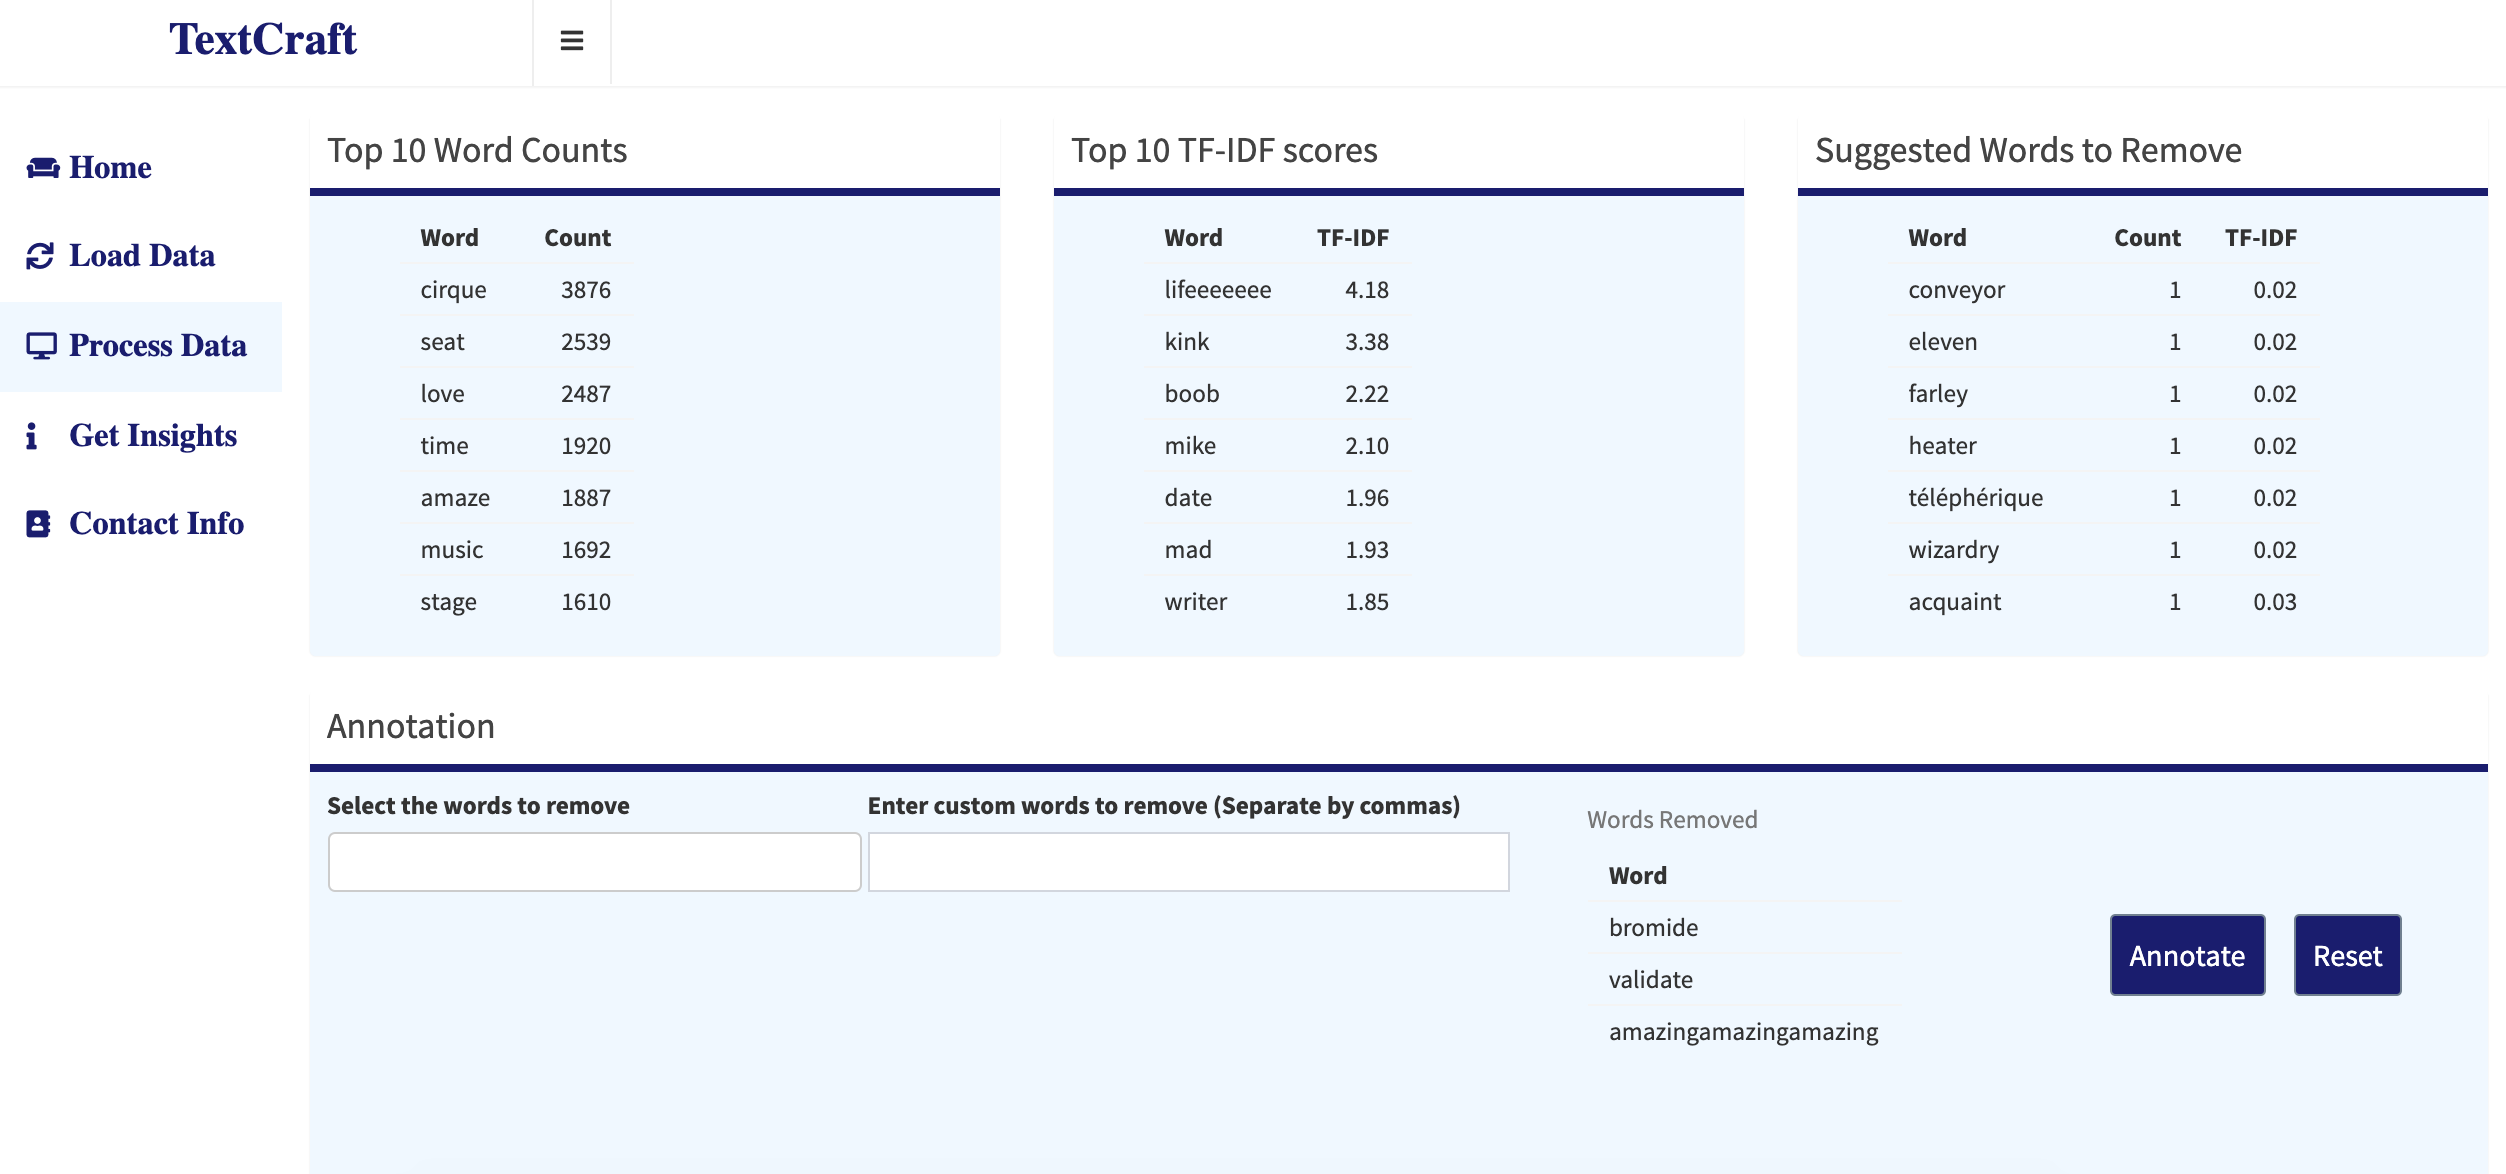 TextCraft
Home
Load Data
Process Data
Get Insights
Contact Info
Top 10 Word Counts
Word Count
cirque 3876
seat 2539
love 2487
time 1920
amaze 1887
music 1692
stage 1610
Top 10 TF-IDF scores
Word TF-IDF
lifeeeeeee 4.18
kink 3.38
boob 2.22
mike 2.10
date 1.96
mad 1.93
writer 1.85
Suggested Words to Remove
Word Count TF-IDF
conveyor 1 0.02
eleven 1 0.02
farley 1 0.02
heater 1 0.02
téléphérique 1 0.02
wizardry 1 0.02
acquaint 1 0.03
Annotation
Select the words to remove
Enter custom words to remove (Separate by commas)
Words Removed
Word
bromide
validate
amazingamazingamazing
Annotate
Reset